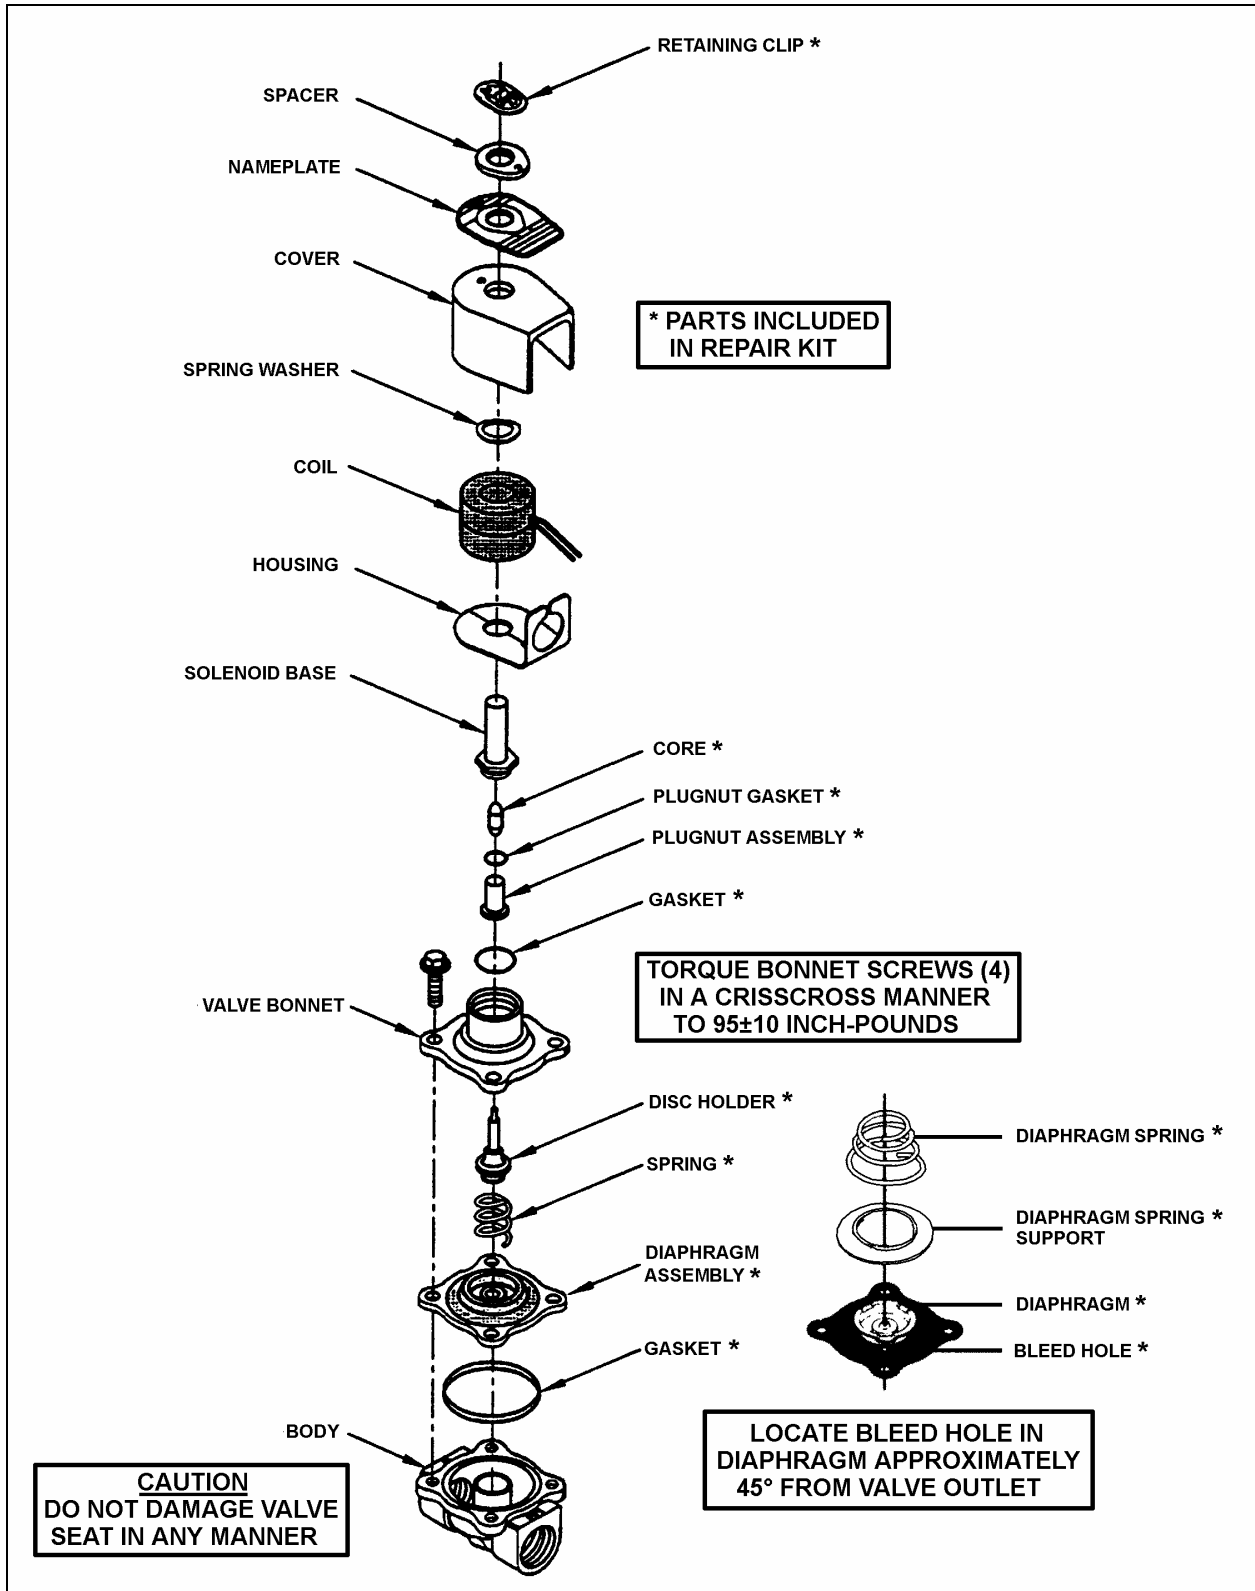 RETAINING CLIP *
SPACER
NAMEPLATE
COVER
* PARTS INCLUDED
IN REPAIR KIT
SPRING WASHER
COIL
HOUSING
SOLENOID BASE
CORE *
PLUGNUT GASKET *
PLUGNUT ASSEMBLY *
GASKET *
TORQUE BONNET SCREWS (4)
IN A CRISSCROSS MANNER
TO 95±10 INCH-POUNDS
VALVE BONNET
DISC HOLDER *
SPRING *
DIAPHRAGM
ASSEMBLY *
GASKET *
DIAPHRAGM SPRING *
DIAPHRAGM SPRING *
SUPPORT
DIAPHRAGM *
BLEED HOLE *
LOCATE BLEED HOLE IN
DIAPHRAGM APPROXIMATELY
45° FROM VALVE OUTLET
BODY
CAUTION
DO NOT DAMAGE VALVE
SEAT IN ANY MANNER